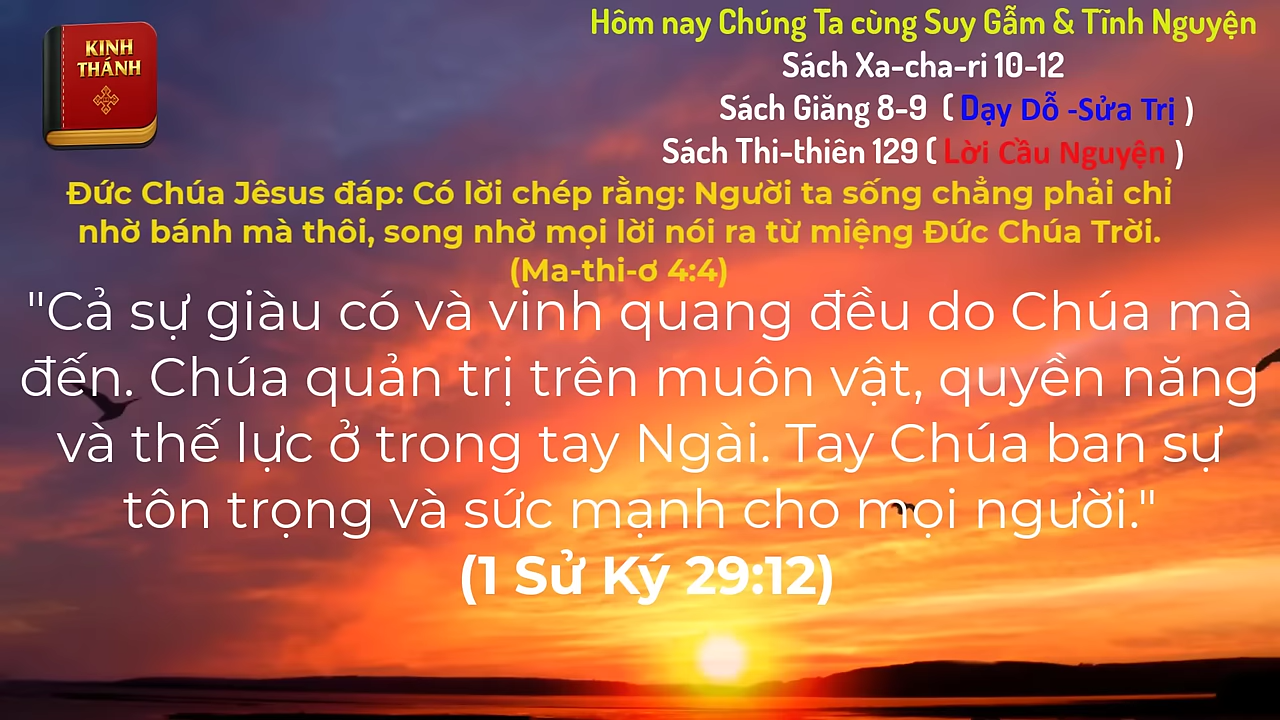 KINH
THÁNH
Hôm nay Chúng Ta cùng Suy Gẫm & Tĩnh Nguyện
Sách Xa-cha-ri 10-12
Sách Giăng 8-9 ( Dạy Dỗ -Sửa Trị )
Sách Thi-thiên 129 ( Lời Cầu Nguyện )
Đức Chúa Jêsus đáp: Có lời chép rằng: Người ta sống chẳng phải chỉ
nhờ bánh mà thôi, song nhờ mọi lời nói ra từ miệng Đức Chúa Trời.
(Ma-thi-ơ 4:4)
"Cả sự giàu có và vinh quang đều do Chúa mà
đến. Chúa quản trị trên muôn vật, quyền năng
và thế lực ở trong tay Ngài. Tay Chúa ban sự
tôn trọng và sức mạnh cho mọi người."
(1 Sử Ký 29:12)